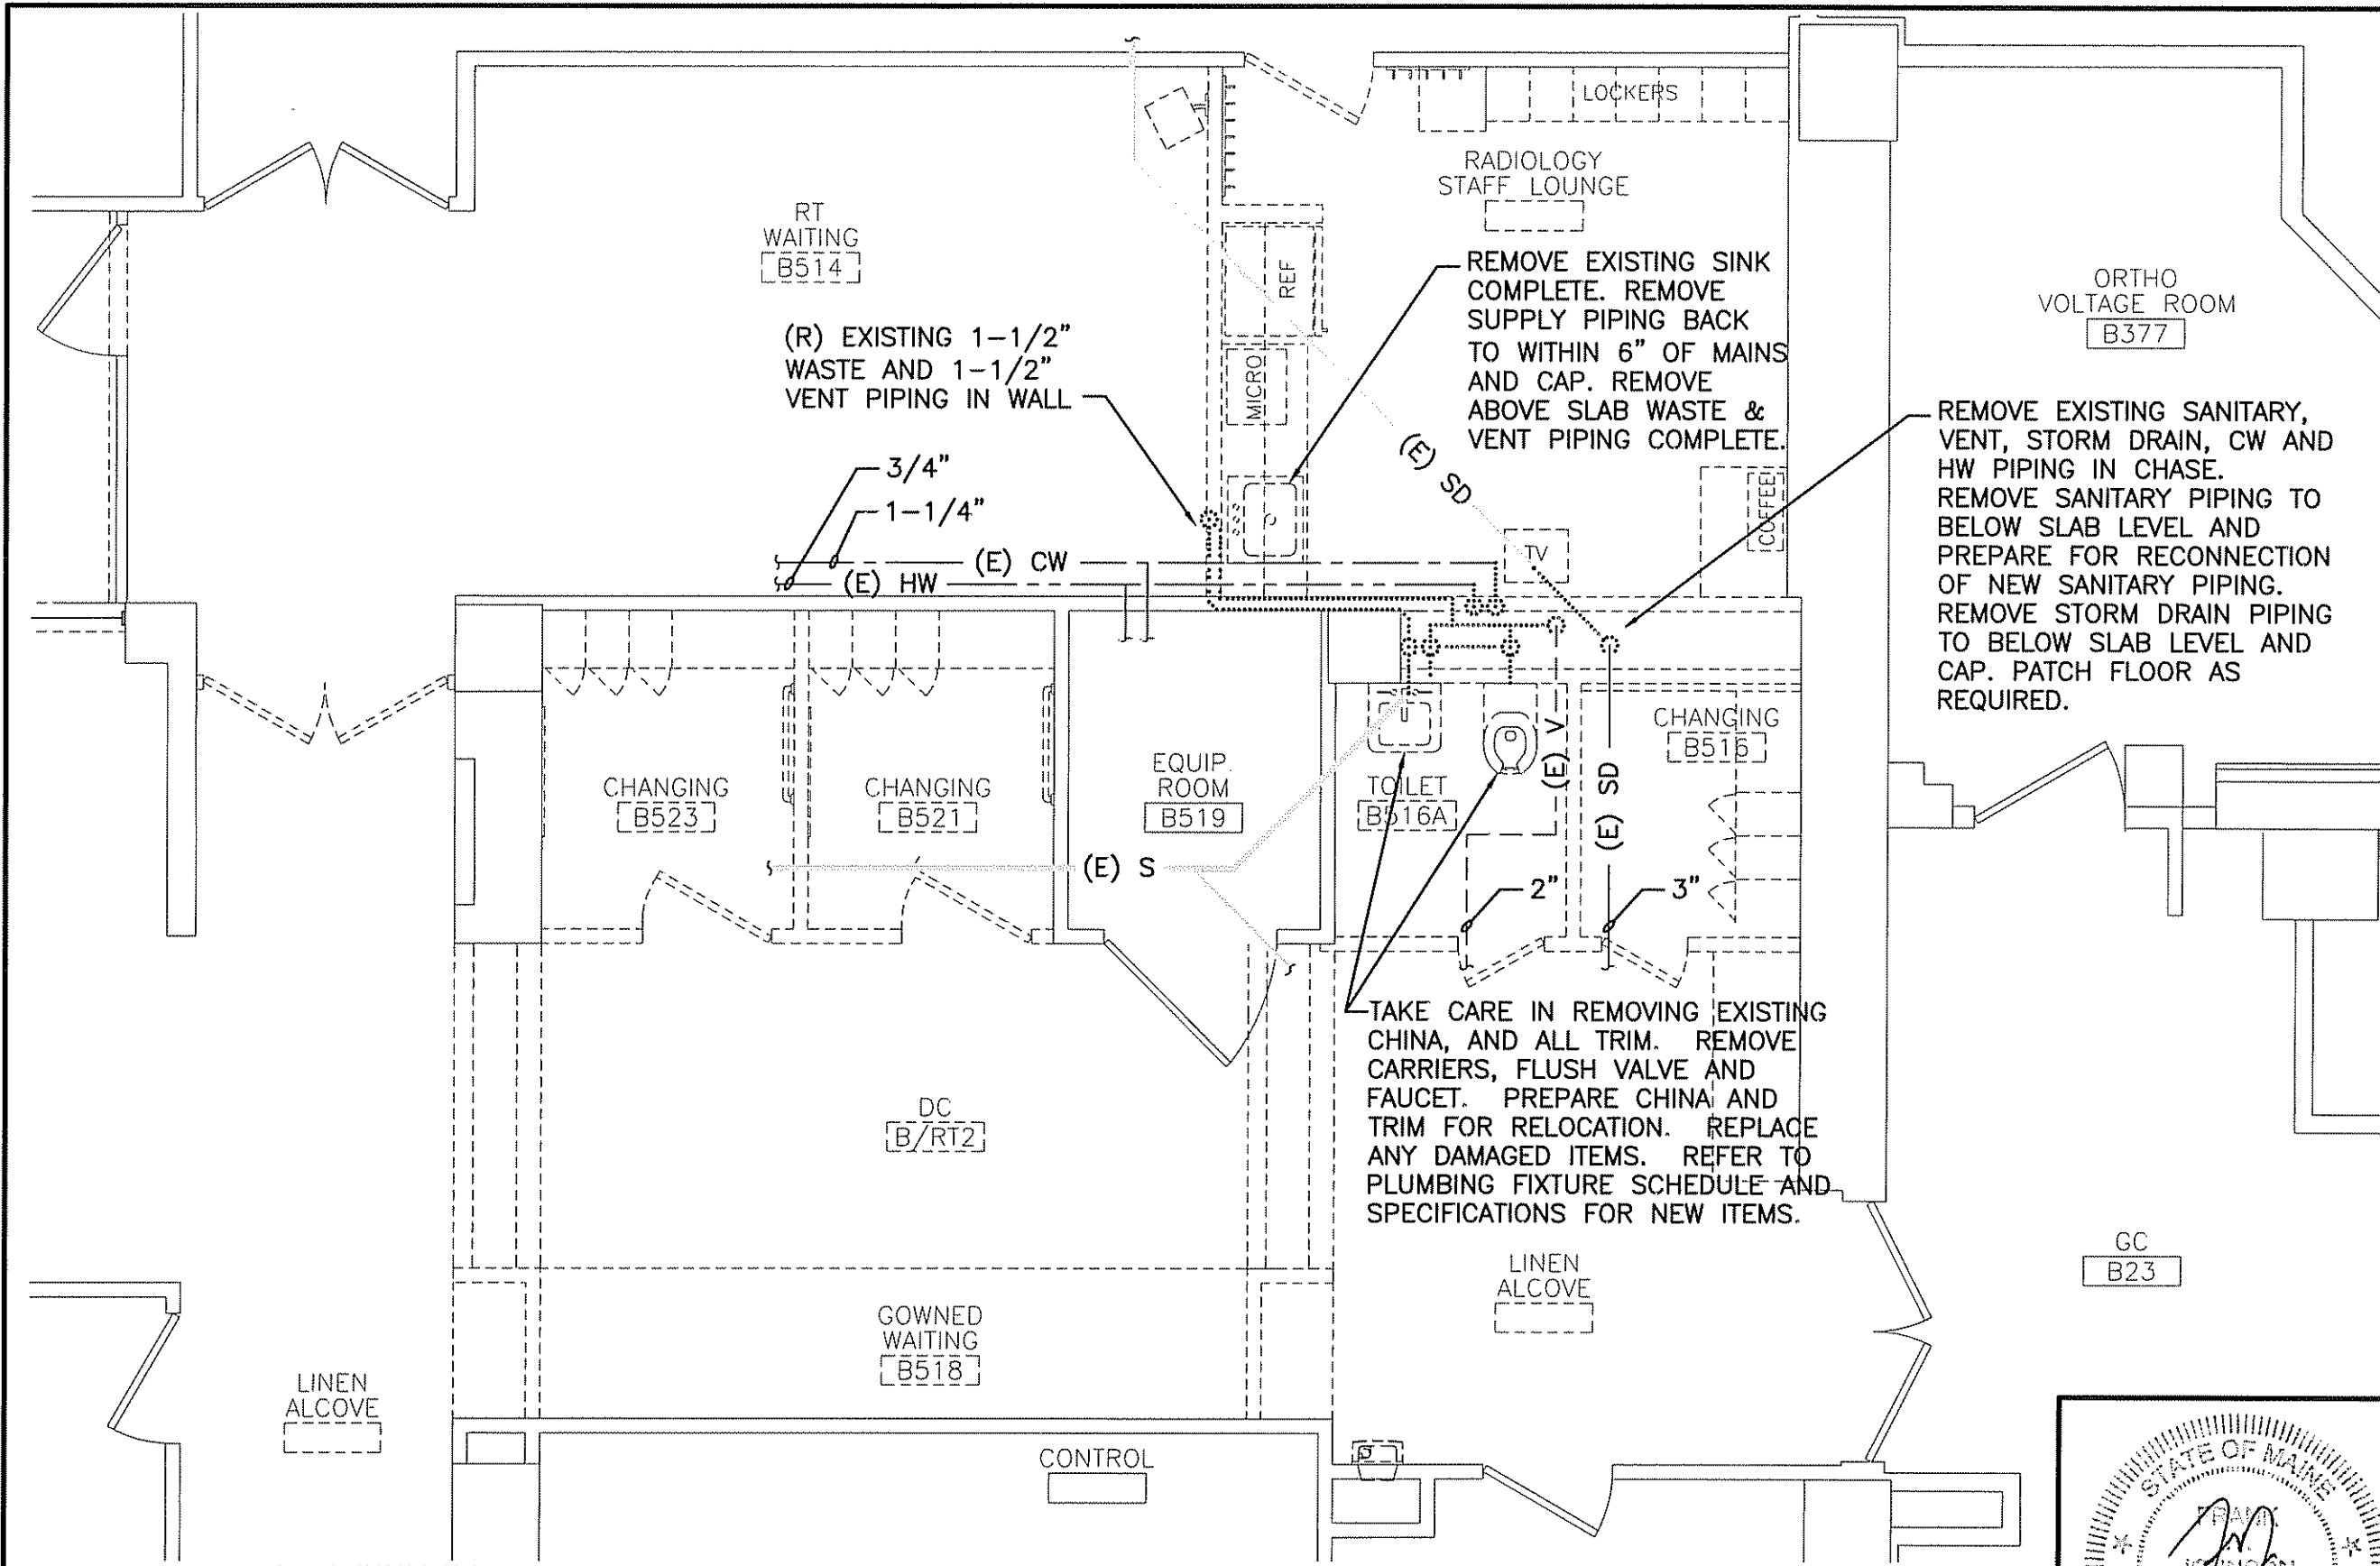 LOCKERS
RADIOLOGY
STAFF LOUNGE
RT
WAITING
B514
REF
REMOVE EXISTING SINK
COMPLETE. REMOVE
SUPPLY PIPING BACK
TO WITHIN 6" OF MAINS
AND CAP. REMOVE
ABOVE SLAB WASTE &
VENT PIPING COMPLETE.
ORTHO
VOLTAGE ROOM
B377
(R) EXISTING 1-1/2"
WASTE AND 1-1/2"
VENT PIPING IN WALL
MICRO
REMOVE EXISTING SANITARY,
VENT, STORM DRAIN, CW AND
HW PIPING IN CHASE.
REMOVE SANITARY PIPING TO
BELOW SLAB LEVEL AND
PREPARE FOR RECONNECTION
OF NEW SANITARY PIPING.
REMOVE STORM DRAIN PIPING
TO BELOW SLAB LEVEL AND
CAP. PATCH FLOOR AS
REQUIRED.
3/4"
1-1/4"
(E) SD
COFFEE
TV
(E) CW
(E) HW
CHANGING
B523
CHANGING
B521
EQUIP.
ROOM
B519
TOILET
B516A
(E) V
(E) SD
CHANGING
B516
(E) S
2"
3"
TAKE CARE IN REMOVING EXISTING
CHINA, AND ALL TRIM. REMOVE
CARRIERS, FLUSH VALVE AND
FAUCET. PREPARE CHINA AND
TRIM FOR RELOCATION. REPLACE
ANY DAMAGED ITEMS. REFER TO
PLUMBING FIXTURE SCHEDULE AND
SPECIFICATIONS FOR NEW ITEMS.
DC
B/RT2
GC
B23
LINEN
ALCOVE
GOWNED
WAITING
B518
LINEN
ALCOVE
CONTROL
STATE OF MAINE
FRANK